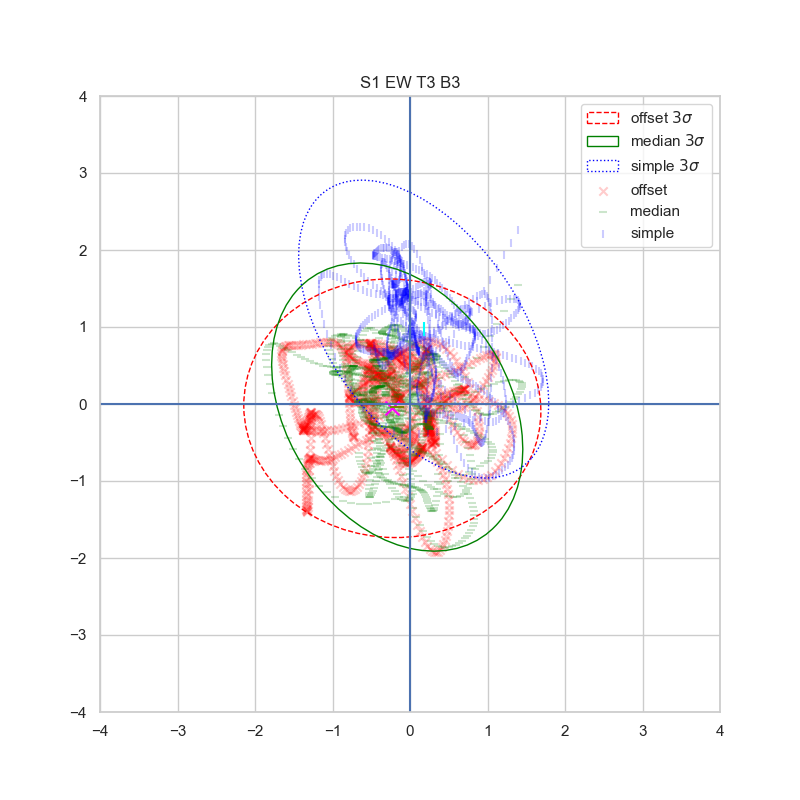 S1 EW T3 B3
offset 3σ
median 3σ
simple 3σ
offset
median
simple
4
3
2
1
0
−1
−2
−3
−4
−4 −3 −2 −1 0 1 2 3 4